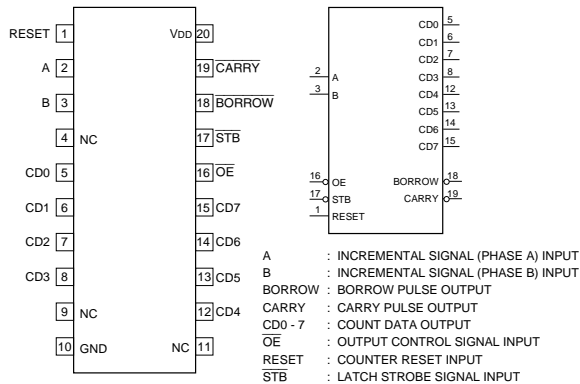 RESET 1 VDD 20
A 2 19 CARRY
B 3 18 BORROW
4 NC 17 STB
CD0 5 16 OE
CD1 6 15 CD7
CD2 7 14 CD6
CD3 8 13 CD5
9 NC 12 CD4
10 GND NC 11
CD0 5
CD1 6
CD2 7
2 A CD3 8
3 B CD4 12
CD5 13
CD6 14
CD7 15
16 OE BORROW 18
17 STB CARRY 19
1 RESET
A : INCREMENTAL SIGNAL (PHASE A) INPUT
B : INCREMENTAL SIGNAL (PHASE B) INPUT
BORROW : BORROW PULSE OUTPUT
CARRY : CARRY PULSE OUTPUT
CD0 - 7 : COUNT DATA OUTPUT
OE : OUTPUT CONTROL SIGNAL INPUT
RESET : COUNTER RESET INPUT
STB : LATCH STROBE SIGNAL INPUT